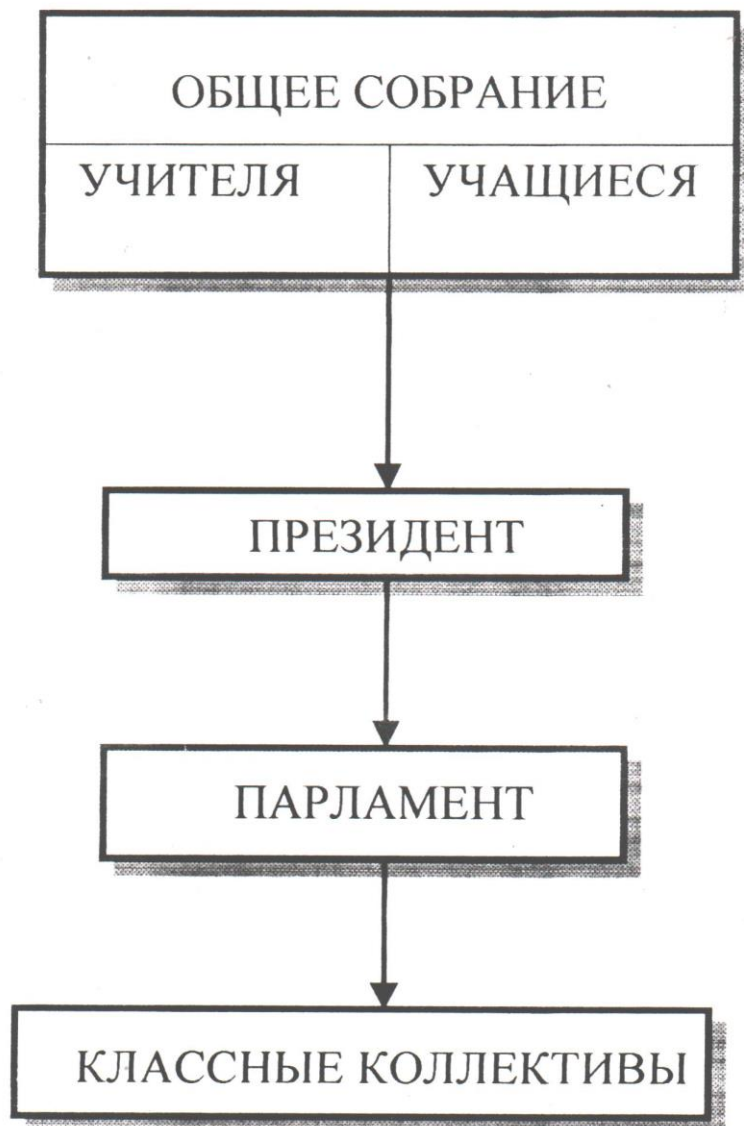 ОБЩЕЕ СОБРАНИЕ
УЧИТЕЛЯ УЧАЩИЕСЯ
ПРЕЗИДЕНТ
ПАРЛАМЕНТ
КЛАССНЫЕ КОЛЛЕКТИВЫ